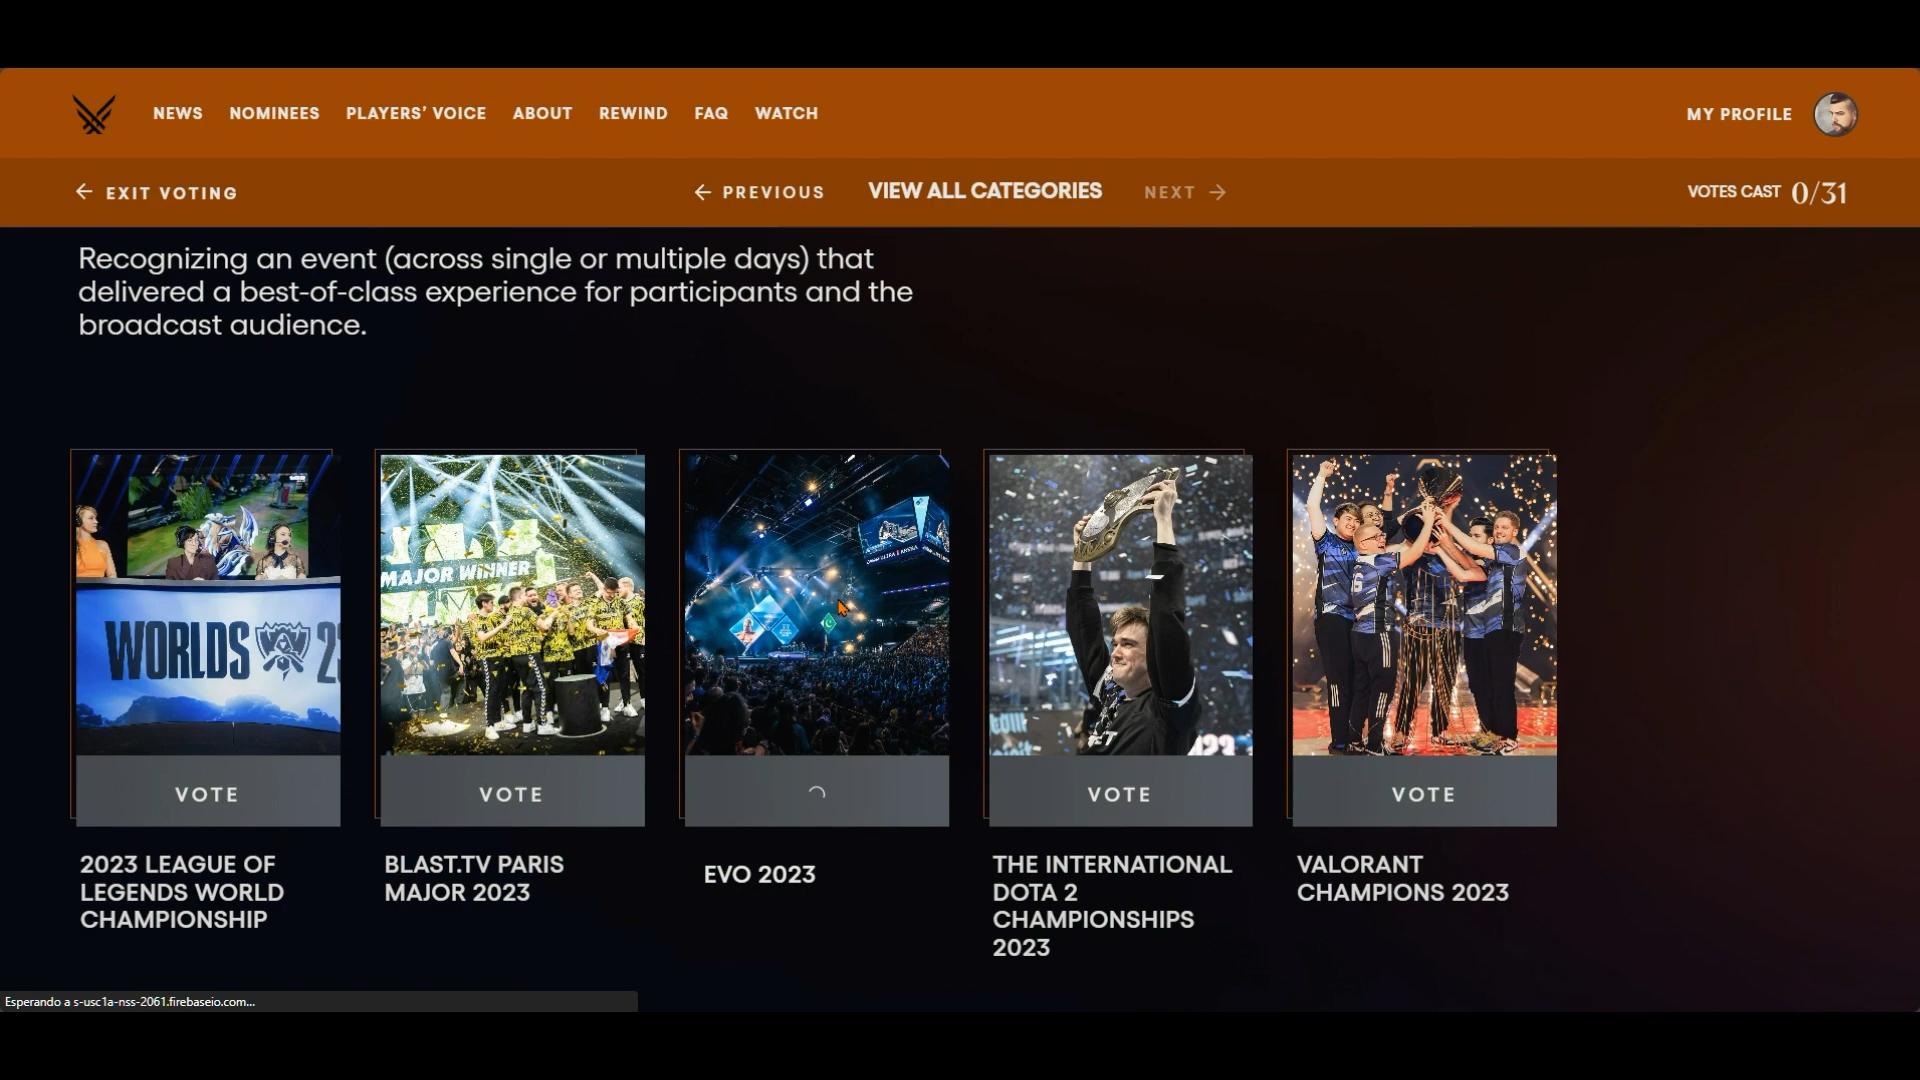 NEWS NOMINEES PLAYERS’ VOICE ABOUT REWIND FAQ WATCH MY PROFILE
EXIT VOTING PREVIOUS VIEW ALL CATEGORIES NEXT VOTES CAST 0/31
Recognizing an event (across single or multiple days) that
delivered a best-of-class experience for participants and the
broadcast audience.
MAJOR WINNER
WORLDS 23
VOTE VOTE VOTE VOTE
2023 LEAGUE OF
LEGENDS WORLD
CHAMPIONSHIP
BLAST.TV PARIS
MAJOR 2023
EVO 2023
THE INTERNATIONAL
DOTA 2
CHAMPIONSHIPS
2023
VALORANT
CHAMPIONS 2023
Esperando a s-usc1a-nss-2061.firebaseio.com...